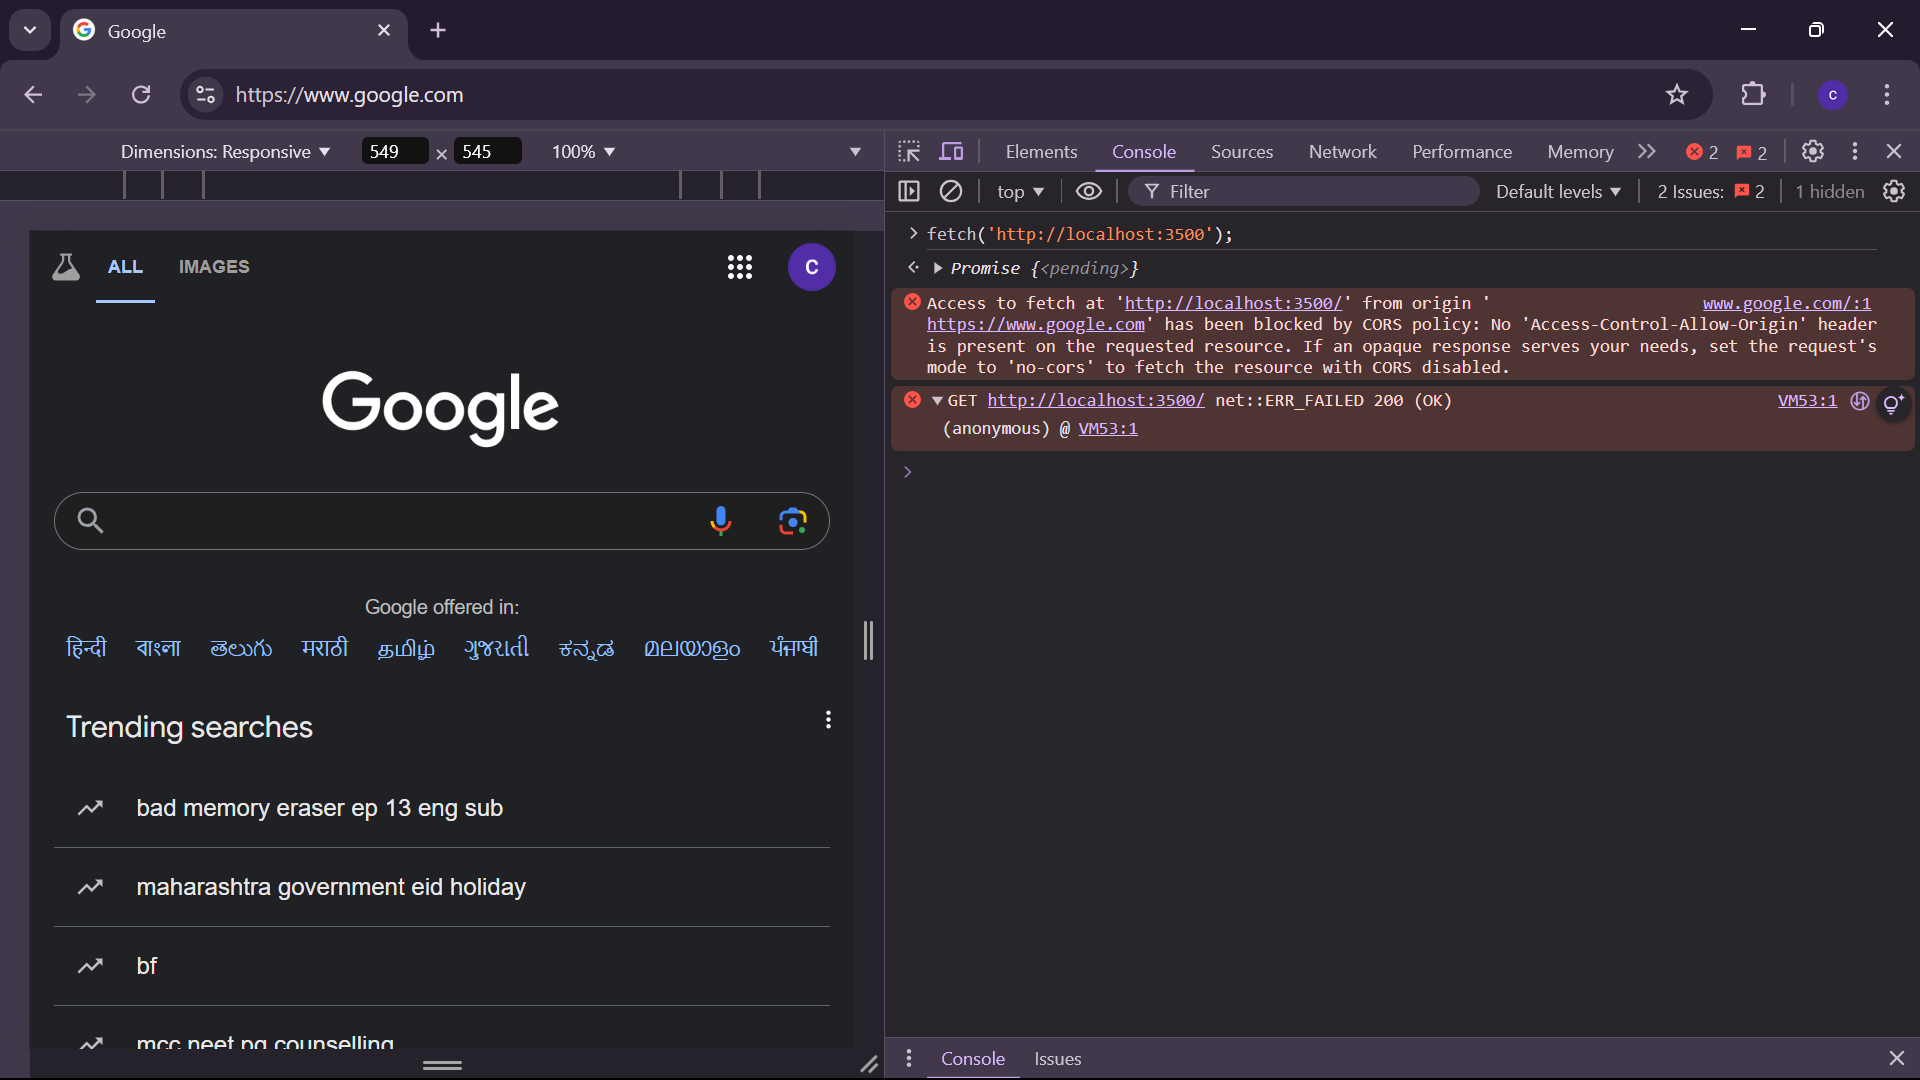 Google
https://www.google.com
C
Dimensions: Responsive 549 × 545 100%
Elements Console Sources Network Performance Memory 2 2
top Filter Default levels 2 Issues: 2 1 hidden
ALL IMAGES C
Google
Google offered in:
हिन्दी বাংলা తెలుగు मराठी தமிழ் ગુજરાતી ಕನ್ನಡ മലയാളം ਪੰਜਾਬੀ
Trending searches
bad memory eraser ep 13 eng sub
maharashtra government eid holiday
bf
mcc neet pg counselling
fetch('http://localhost:3500');
Promise {<pending>}
Access to fetch at 'http://localhost:3500/' from origin ' www.google.com/:1
https://www.google.com' has been blocked by CORS policy: No 'Access-Control-Allow-Origin' header
is present on the requested resource. If an opaque response serves your needs, set the request's
mode to 'no-cors' to fetch the resource with CORS disabled.
GET http://localhost:3500/ net::ERR_FAILED 200 (OK) VM53:1
(anonymous) @ VM53:1
Console Issues